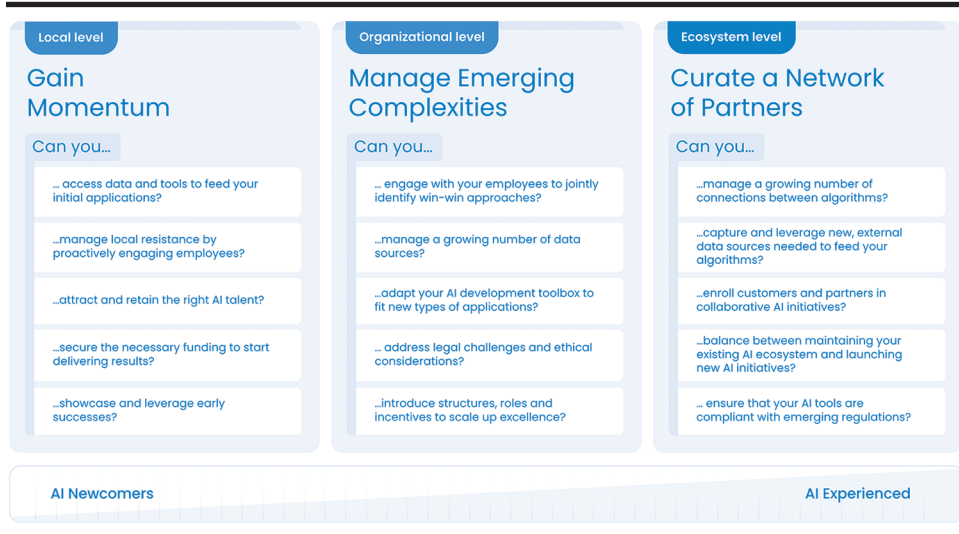 Local level
Gain
Momentum
Can you...
... access data and tools to feed your
initial applications?
...manage local resistance by
proactively engaging employees?
...attract and retain the right AI talent?
...secure the necessary funding to start
delivering results?
...showcase and leverage early
successes?
Organizational level
Manage Emerging
Complexities
Can you...
... engage with your employees to jointly
identify win-win approaches?
...manage a growing number of data
sources?
...adapt your AI development toolbox to
fit new types of applications?
... address legal challenges and ethical
considerations?
...introduce structures, roles and
incentives to scale up excellence?
Ecosystem level
Curate a Network
of Partners
Can you...
...manage a growing number of
connections between algorithms?
...capture and leverage new, external
data sources needed to feed your
algorithms?
...enroll customers and partners in
collaborative AI initiatives?
...balance between maintaining your
existing AI ecosystem and launching
new AI initiatives?
... ensure that your AI tools are
compliant with emerging regulations?
AI Newcomers
AI Experienced